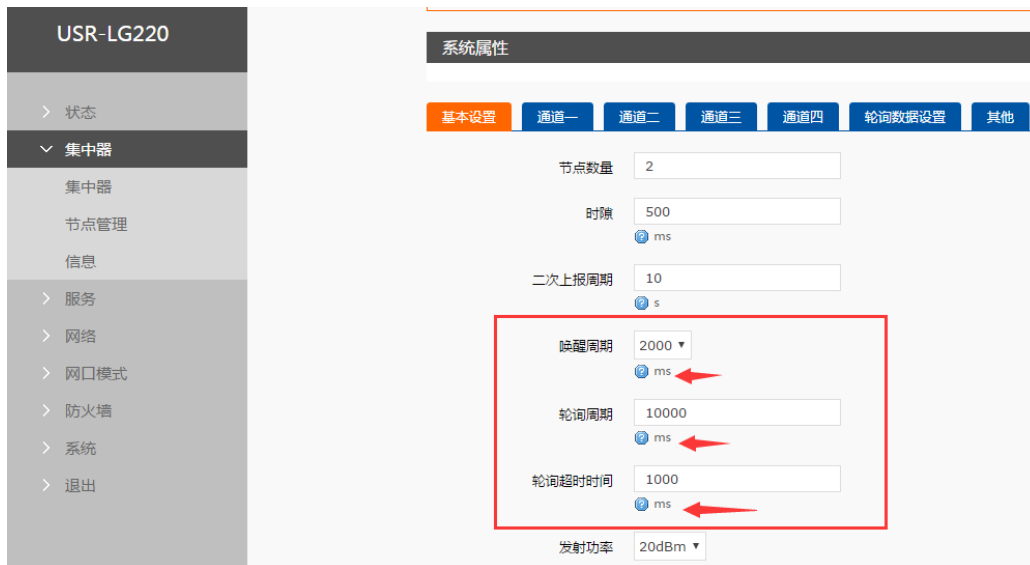 USR-LG220
状态
集中器
集中器
节点管理
信息
服务
网络
网口模式
防火墙
系统
退出
系统属性
基本设置 通道一 通道二 通道三 通道四 轮询数据设置 其他
节点数量 2
时隙 500
ms
二次上报周期 10
s
唤醒周期 2000
ms
轮询周期 10000
ms
轮询超时时间 1000
ms
发射功率 20dBm